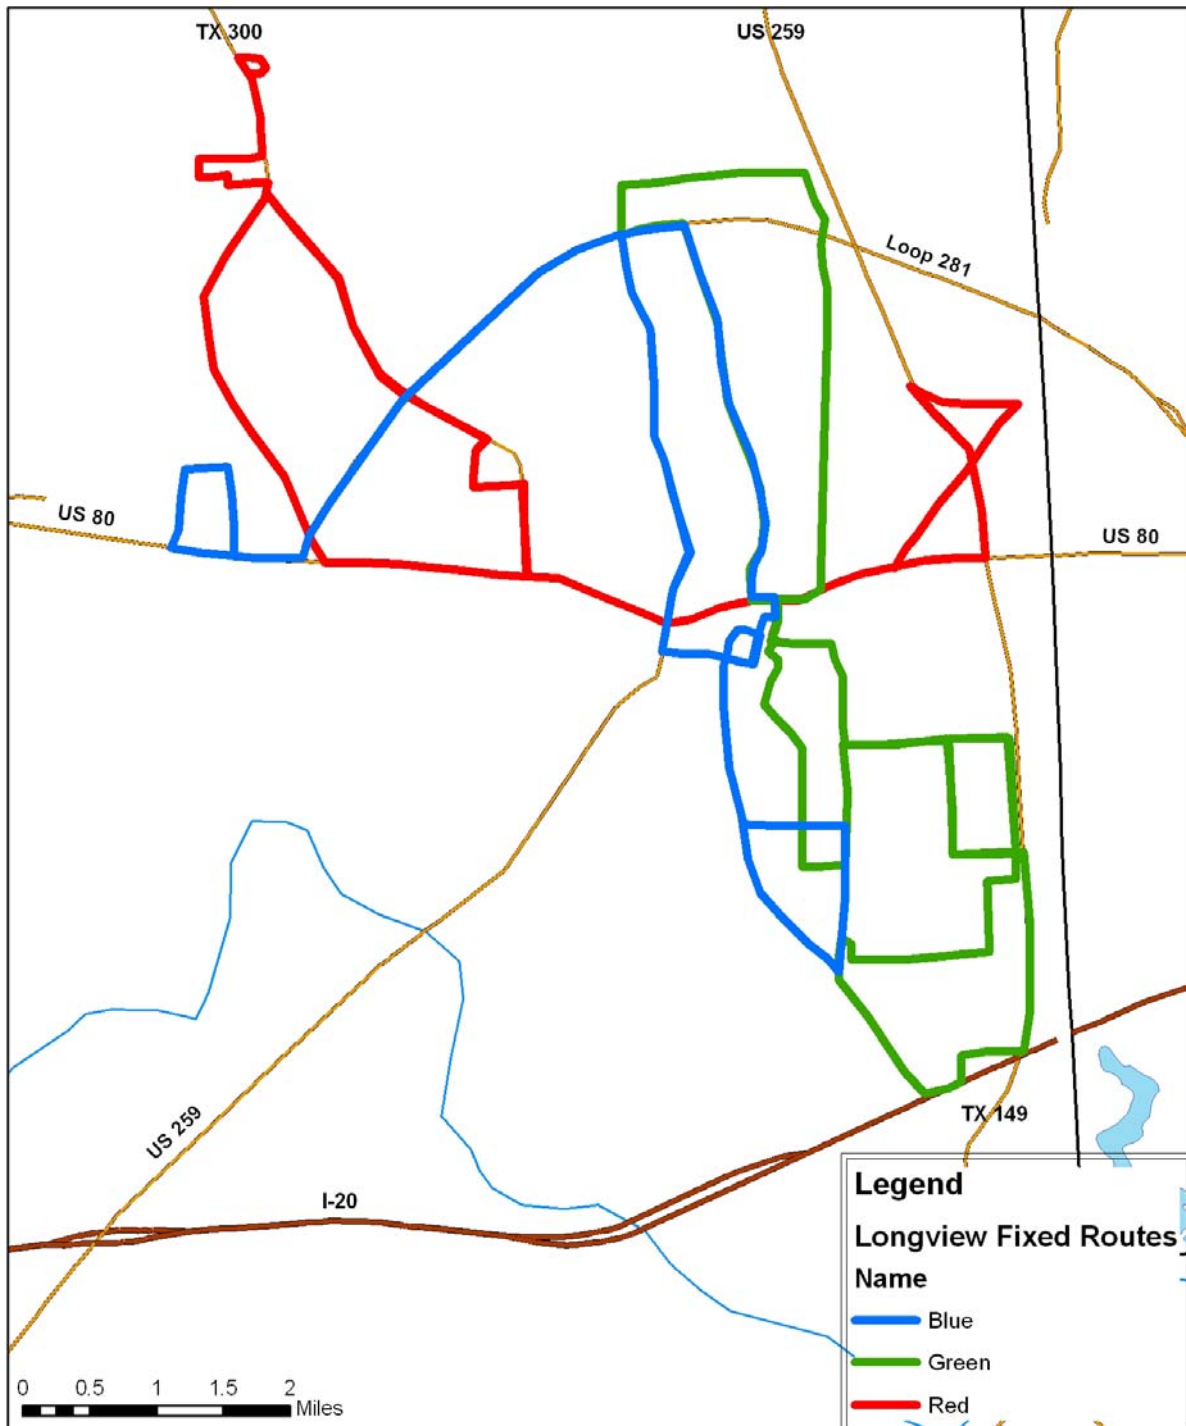 TX 300
US 259
Loop 281
US 80
US 80
US 259
TX 149
I-20
Legend
Longview Fixed Routes
Name
Blue
Green
Red
0 0.5 1 1.5 2
Miles